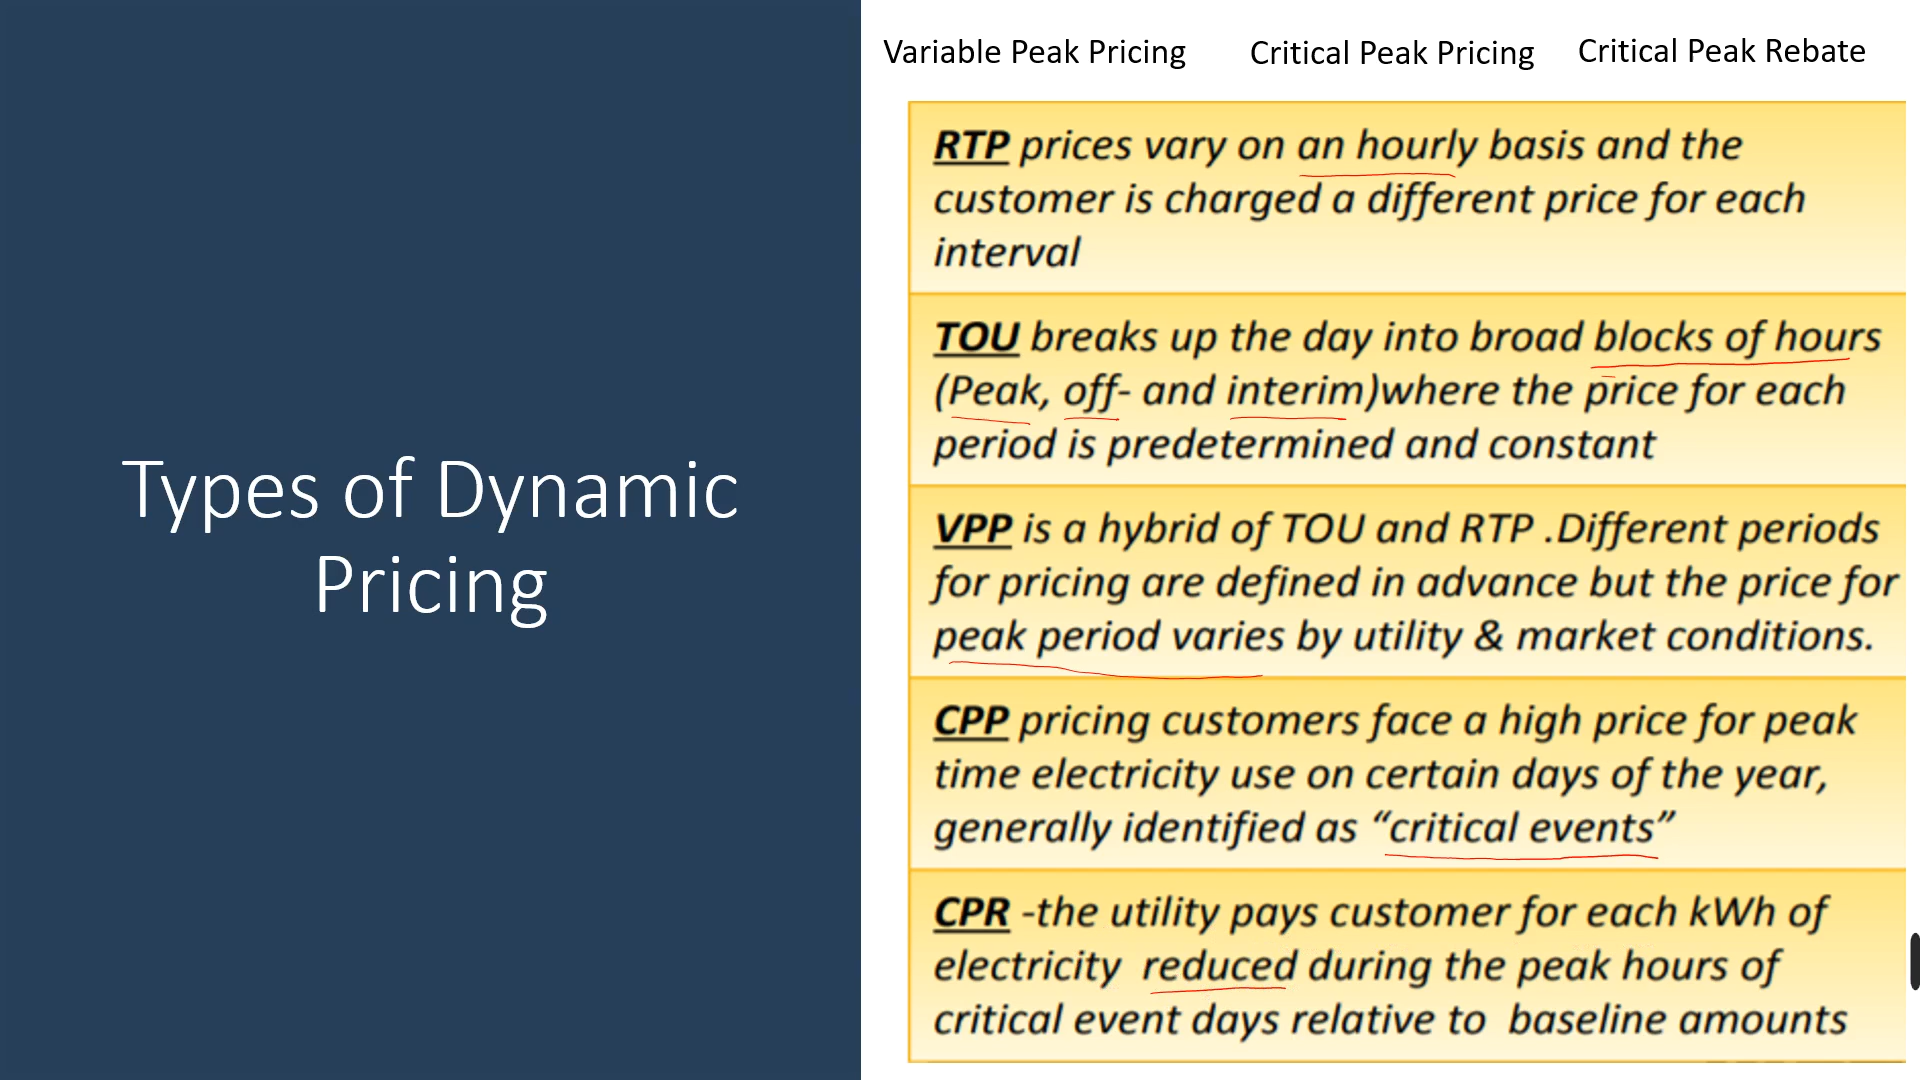 Types of Dynamic
Pricing
Variable Peak Pricing Critical Peak Pricing Critical Peak Rebate
RTP prices vary on an hourly basis and the
customer is charged a different price for each
interval
TOU breaks up the day into broad blocks of hours
(Peak, off- and interim)where the price for each
period is predetermined and constant
VPP is a hybrid of TOU and RTP .Different periods
for pricing are defined in advance but the price for
peak period varies by utility & market conditions.
CPP pricing customers face a high price for peak
time electricity use on certain days of the year,
generally identified as “critical events”
CPR -the utility pays customer for each kWh of
electricity reduced during the peak hours of
critical event days relative to baseline amounts